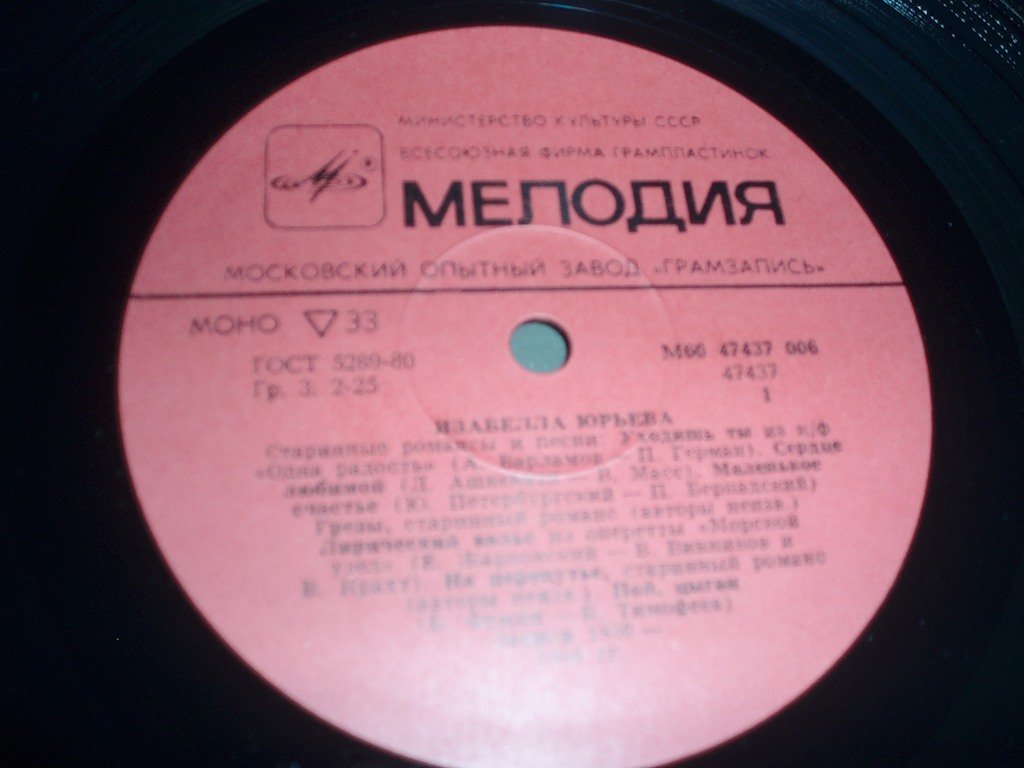 МИНИСТЕРСТВО КУЛЬТУРЫ СССР
ВСЕСОЮЗНАЯ ФИРМА ГРАМПЛАСТИНОК
МЕЛОДИЯ
МОСКОВСКИЙ ОПЫТНЫЙ ЗАВОД «ГРАМЗАПИСЬ»
МОНО ▽ 33
ГОСТ 5289-80
Гр. 3. 2-25
М60 47437 006
47437
1
ИЗАБЕЛЛА ЮРЬЕВА
Старинные романсы и песни: Уходишь ты из к/ф
«Одна радость» (А. Варламов — П. Герман). Сердце
любимой (Л. — В. Масс). Маленькое
счастье (Ю. Петербургский — П.
Грезы, старинный романс (авторы неизв.)
Лирический вальс из оперетты «Морской
узел» (Е. Жарковский — В. Винников и
В. Крахт). На перепутье, старинный романс
(авторы неизв.) Пой, цыган
Тимофеев)